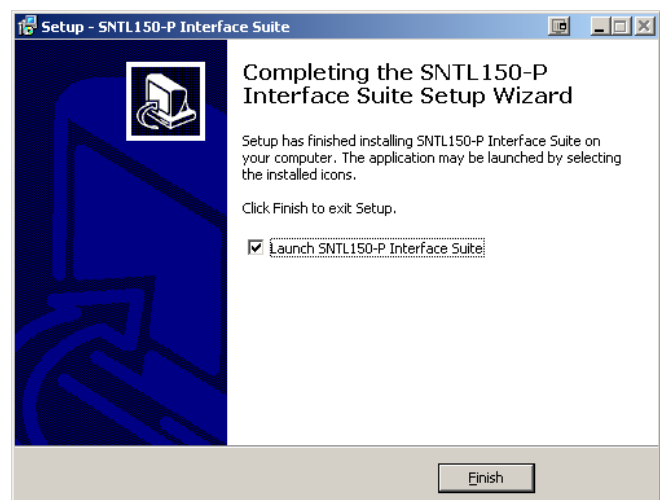 Setup - SNTL150-P Interface Suite
Completing the SNTL150-P
Interface Suite Setup Wizard
Setup has finished installing SNTL150-P Interface Suite on
your computer. The application may be launched by selecting
the installed icons.
Click Finish to exit Setup.
Launch SNTL150-P Interface Suite
Finish